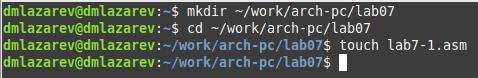 dmlazarev@dmlazarev:~$ mkdir ~/work/arch-pc/lab07
dmlazarev@dmlazarev:~$ cd ~/work/arch-pc/lab07
dmlazarev@dmlazarev:~/work/arch-pc/lab07$ touch lab7-1.asm
dmlazarev@dmlazarev:~/work/arch-pc/lab07$